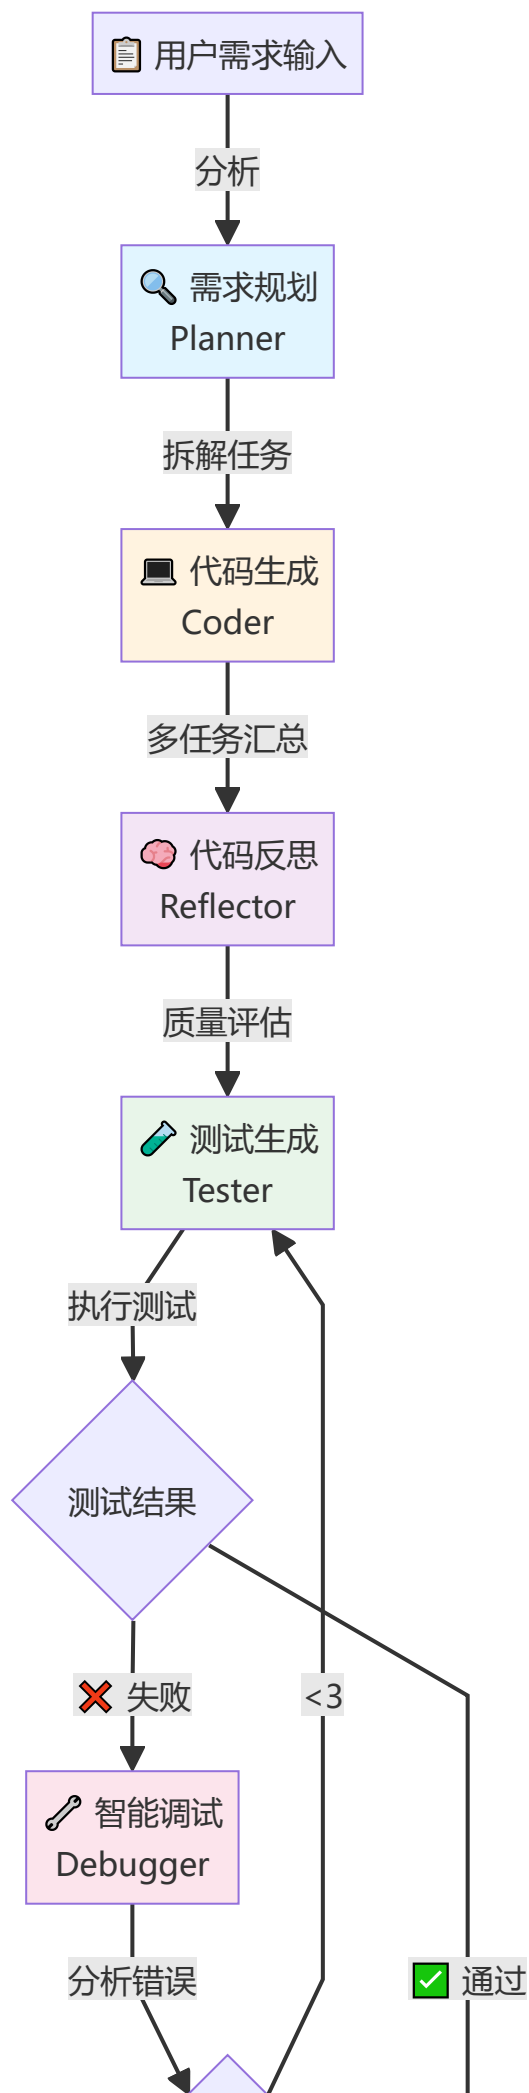 📋 用户需求输入
分析
🔍 需求规划
Planner
拆解任务
💻 代码生成
Coder
多任务汇总
🧠 代码反思
Reflector
质量评估
🧪 测试生成
Tester
执行测试
测试结果
❌ 失败
<3
🔧 智能调试
Debugger
分析错误
✅ 通过